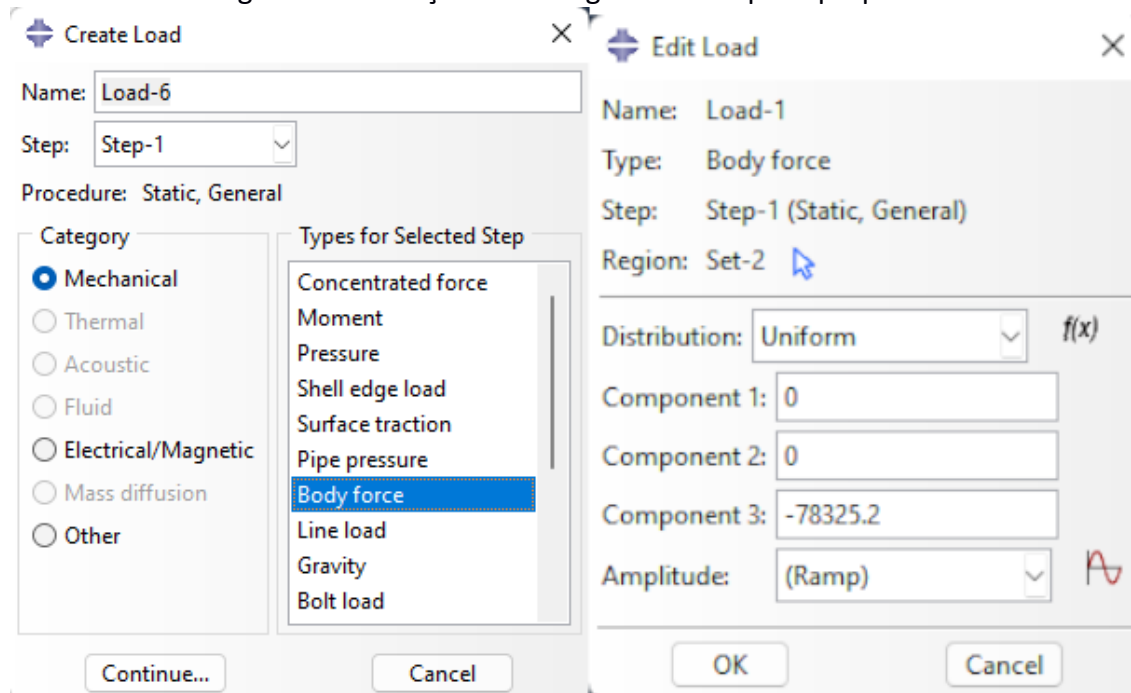 Create Load
Name: Load-6
Step: Step-1
Procedure: Static, General
Category
Mechanical
Thermal
Acoustic
Fluid
Electrical/Magnetic
Mass diffusion
Other
Types for Selected Step
Concentrated force
Moment
Pressure
Shell edge load
Surface traction
Pipe pressure
Body force
Line load
Gravity
Bolt load
Continue...
Cancel
Edit Load
Name: Load-1
Type: Body force
Step: Step-1 (Static, General)
Region: Set-2
Distribution: Uniform f(x)
Component 1: 0
Component 2: 0
Component 3: -78325.2
Amplitude: (Ramp)
OK
Cancel